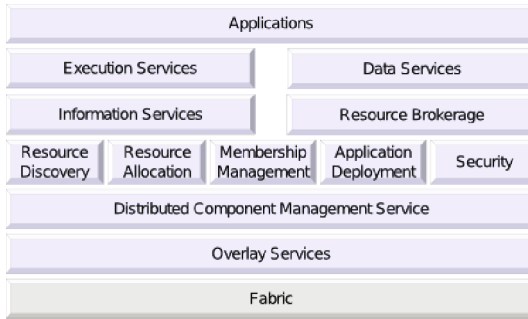 Applications
Execution Services
Data Services
Information Services
Resource Brokerage
Resource
Discovery
Resource
Allocation
Membership
Management
Application
Deployment
Security
Distributed Component Management Service
Overlay Services
Fabric